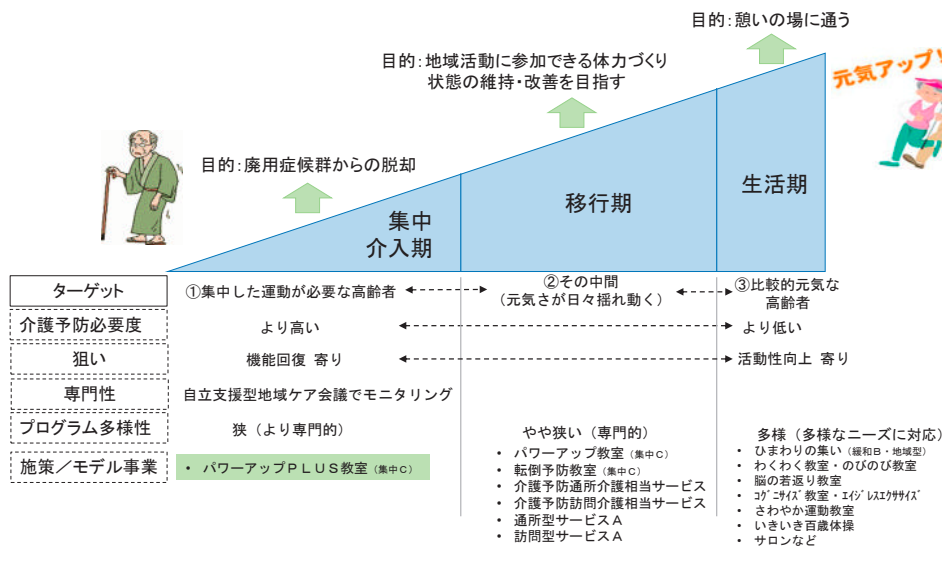 目的：憩いの場に通う
目的：地域活動に参加できる体力づくり
状態の維持・改善を目指す
元気アップ
目的：廃用症候群からの脱却
集中
介入期
移行期
生活期
ターゲット
①集中した運動が必要な高齢者
②その中間
（元気さが日々揺れ動く）
③比較的元気な
高齢者
介護予防必要度
より高い
より低い
狙い
機能回復 寄り
活動性向上 寄り
専門性
自立支援型地域ケア会議でモニタリング
プログラム多様性
狭（より専門的）
やや狭い（専門的）
多様（多様なニーズに対応）
施策／モデル事業
• パワーアップＰＬＵＳ教室（集中Ｃ）
• パワーアップ教室（集中Ｃ）
• 転倒予防教室（集中Ｃ）
• 介護予防通所介護相当サービス
• 介護予防訪問介護相当サービス
• 通所型サービスＡ
• 訪問型サービスＡ
• ひまわりの集い（緩和Ｂ・地域型）
• わくわく教室・のびのび教室
• 脳の若返り教室
• ｺｸﾞﾆｻｲｽﾞ教室・ｴｲｼﾞﾚｽｴｸｻｻｲｽﾞ
• さわやか運動教室
• いきいき百歳体操
• サロンなど